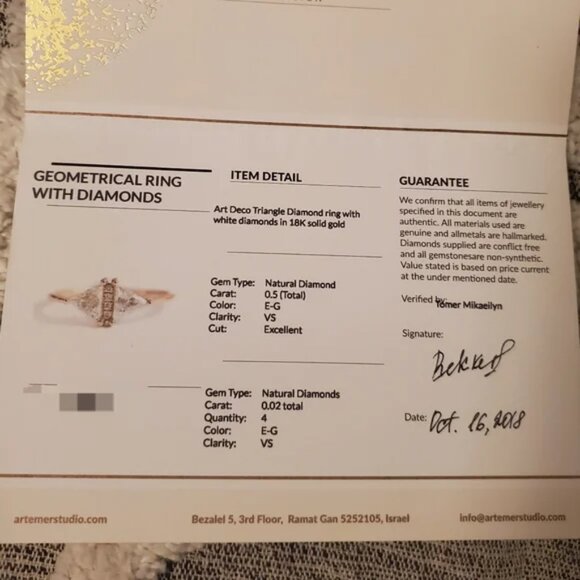 GEOMETRICAL RING
WITH DIAMONDS
ITEM DETAIL
Art Deco Triangle Diamond ring with
white diamonds in 18K solid gold
Gem Type: Natural Diamond
Carat: 0.5 (Total)
Color: E-G
Clarity: VS
Cut: Excellent
Gem Type: Natural Diamonds
Carat: 0.02 total
Quantity: 4
Color: E-G
Clarity: VS
GUARANTEE
We confirm that all items of jewellery
specified in this document are
authentic. All materials used are
genuine and allmetals are hallmarked.
Diamonds supplied are conflict free
and all gemstonesare non-synthetic.
Value stated is based on price current
at the under mentioned date.
Verified by: Tomer Mikaeilyn
Signature:
Date: Oct. 16, 2018
artemerstudio.com
Bezalel 5, 3rd Floor, Ramat Gan 5252105, Israel
info@artemerstudio.com